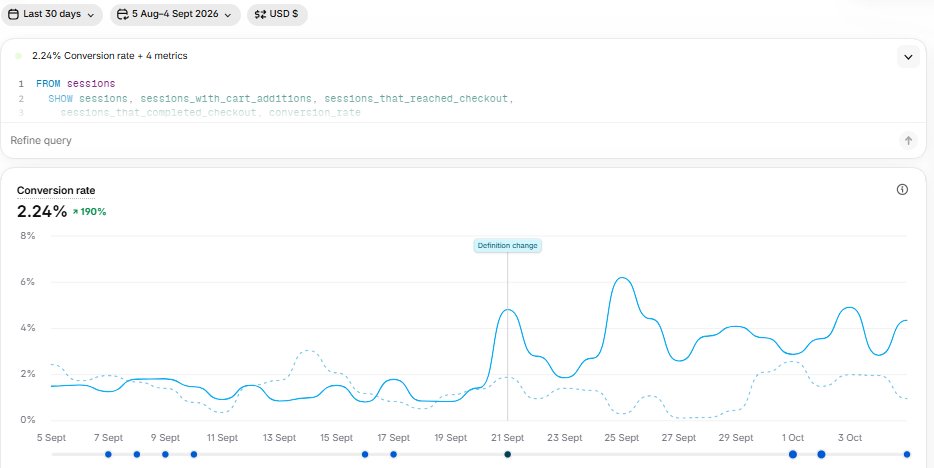 Last 30 days
5 Aug–4 Sept 2026
USD $
2.24% Conversion rate + 4 metrics
1 FROM sessions
2 SHOW sessions, sessions_with_cart_additions, sessions_that_reached_checkout,
3 sessions_that_completed_checkout, conversion_rate
Refine query
Conversion rate
2.24% 190%
8%
Definition change
6%
4%
2%
0%
5 Sept 7 Sept 9 Sept 11 Sept 13 Sept 15 Sept 17 Sept 19 Sept 21 Sept 23 Sept 25 Sept 27 Sept 29 Sept 1 Oct 3 Oct